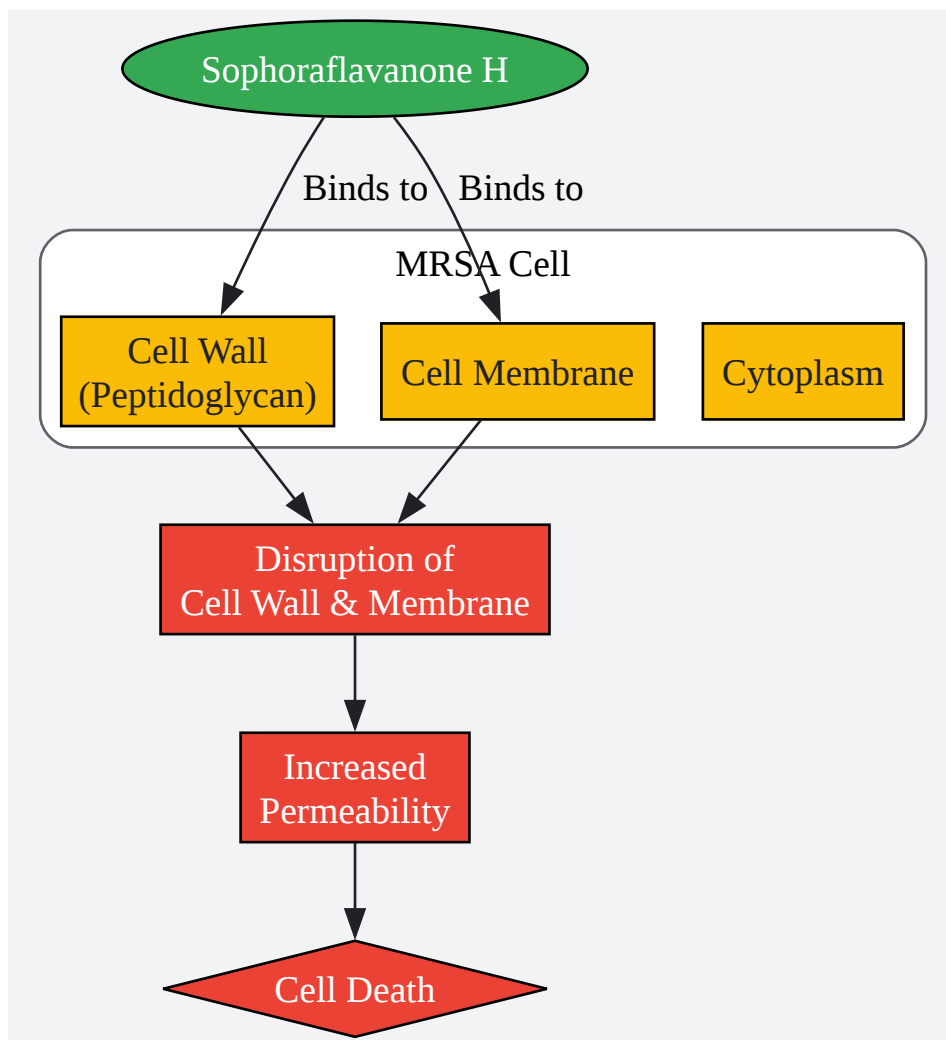 Sophoraflavanone H
Binds to
Binds to
MRSA Cell
Cell Wall
(Peptidoglycan)
Cell Membrane
Cytoplasm
Disruption of
Cell Wall & Membrane
Increased
Permeability
Cell Death